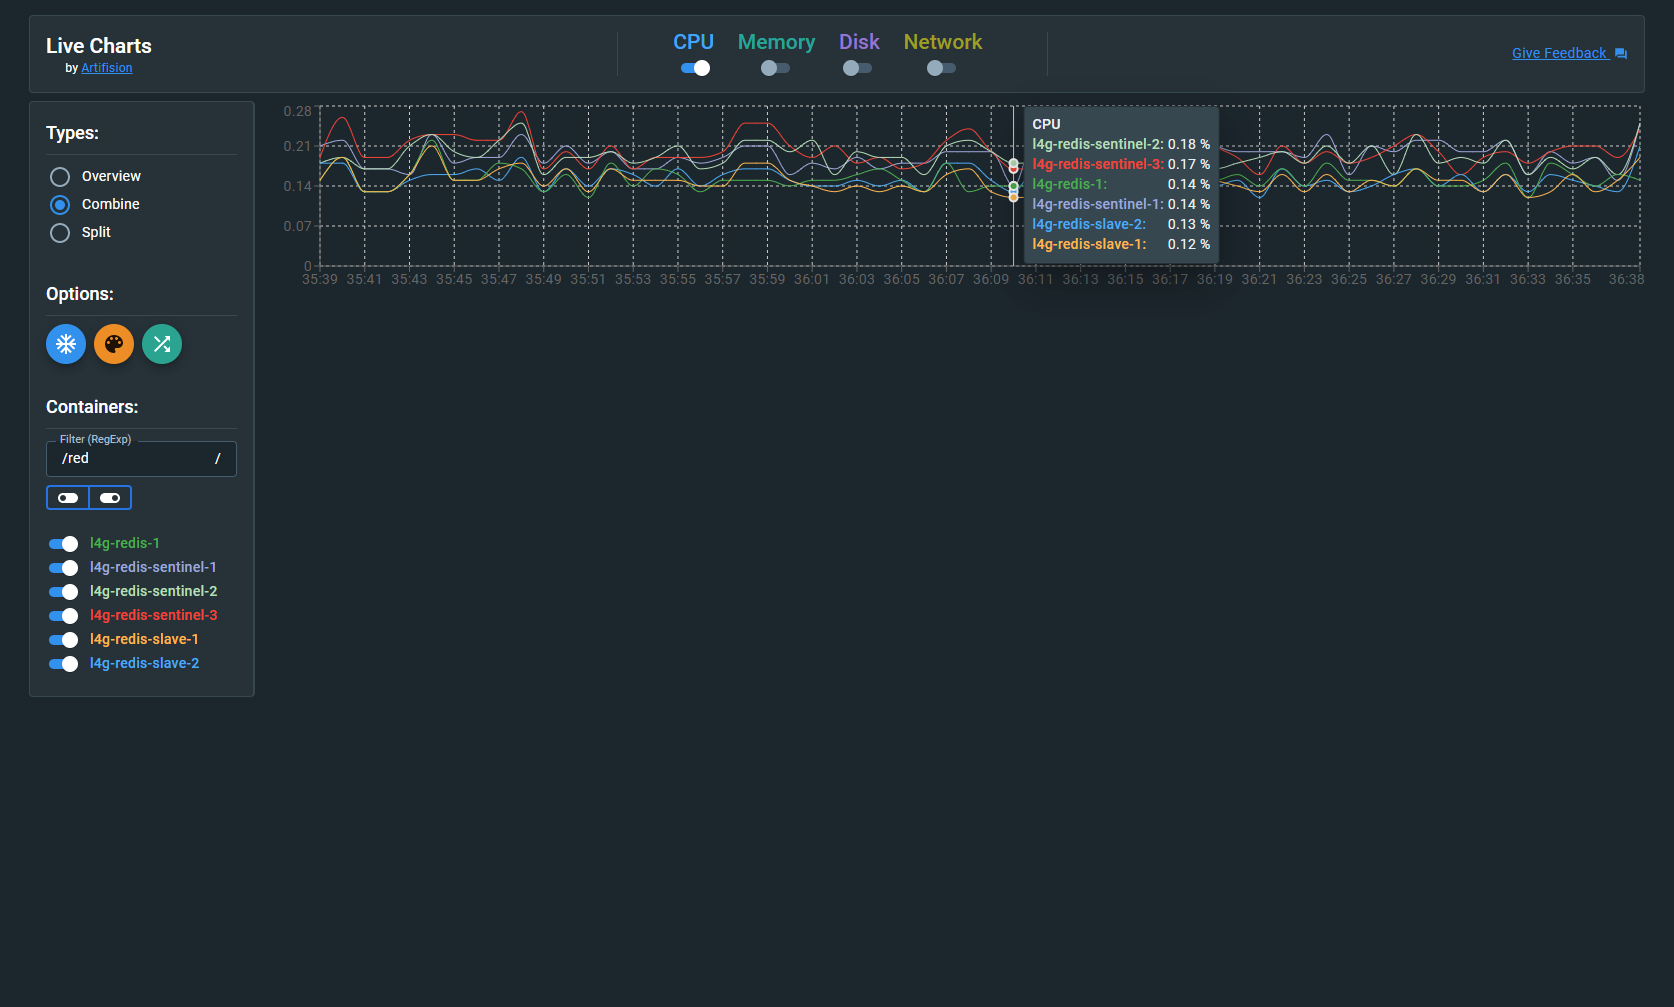 Live Charts
by Artifision
CPU Memory Disk Network
Give Feedback
Types:
Overview
Combine
Split
Options:
Containers:
Filter (RegExp)
/red /
l4g-redis-1
l4g-redis-sentinel-1
l4g-redis-sentinel-2
l4g-redis-sentinel-3
l4g-redis-slave-1
l4g-redis-slave-2
0.28
0.21
0.14
0.07
0
35:39 35:41 35:43 35:45 35:47 35:49 35:51 35:53 35:55 35:57 35:59 36:01 36:03 36:05 36:07 36:09 36:11 36:13 36:15 36:17 36:19 36:21 36:23 36:25 36:27 36:29 36:31 36:33 36:35 36:38
CPU
l4g-redis-sentinel-2: 0.18 %
l4g-redis-sentinel-3: 0.17 %
l4g-redis-1: 0.14 %
l4g-redis-sentinel-1: 0.14 %
l4g-redis-slave-2: 0.13 %
l4g-redis-slave-1: 0.12 %